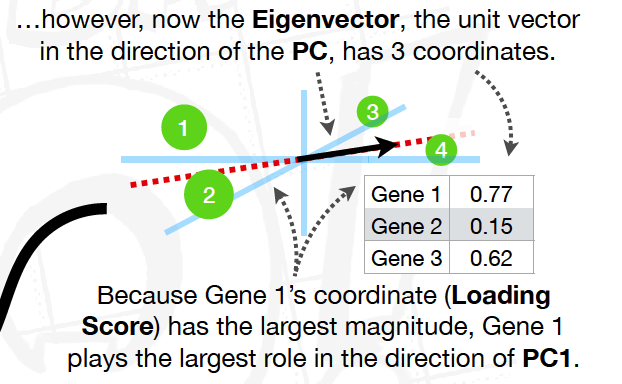 …however, now the Eigenvector, the unit vector
in the direction of the PC, has 3 coordinates.
1
3
4
2
Gene 1 0.77
Gene 2 0.15
Gene 3 0.62
Because Gene 1's coordinate (Loading
Score) has the largest magnitude, Gene 1
plays the largest role in the direction of PC1.